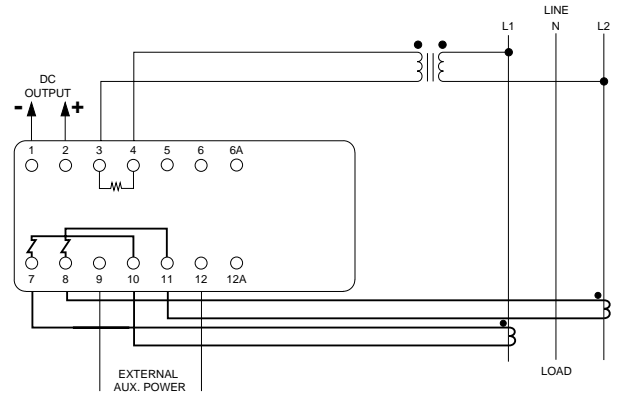 LINE
L1 N L2
DC
OUTPUT
- +
1 2 3 4 5 6 6A
7 8 9 10 11 12 12A
EXTERNAL
AUX. POWER
LOAD